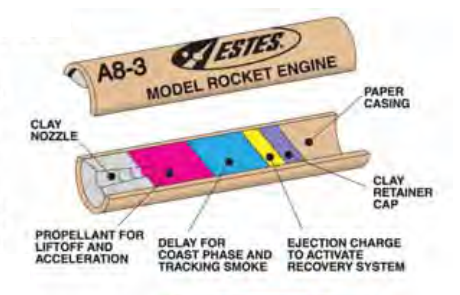 ESTES®
A8-3
MODEL ROCKET ENGINE
PAPER
CASING
CLAY
NOZZLE
CLAY
RETAINER
CAP
PROPELLANT FOR
LIFTOFF AND
ACCELERATION
DELAY FOR
COAST PHASE AND
TRACKING SMOKE
EJECTION CHARGE
TO ACTIVATE
RECOVERY SYSTEM